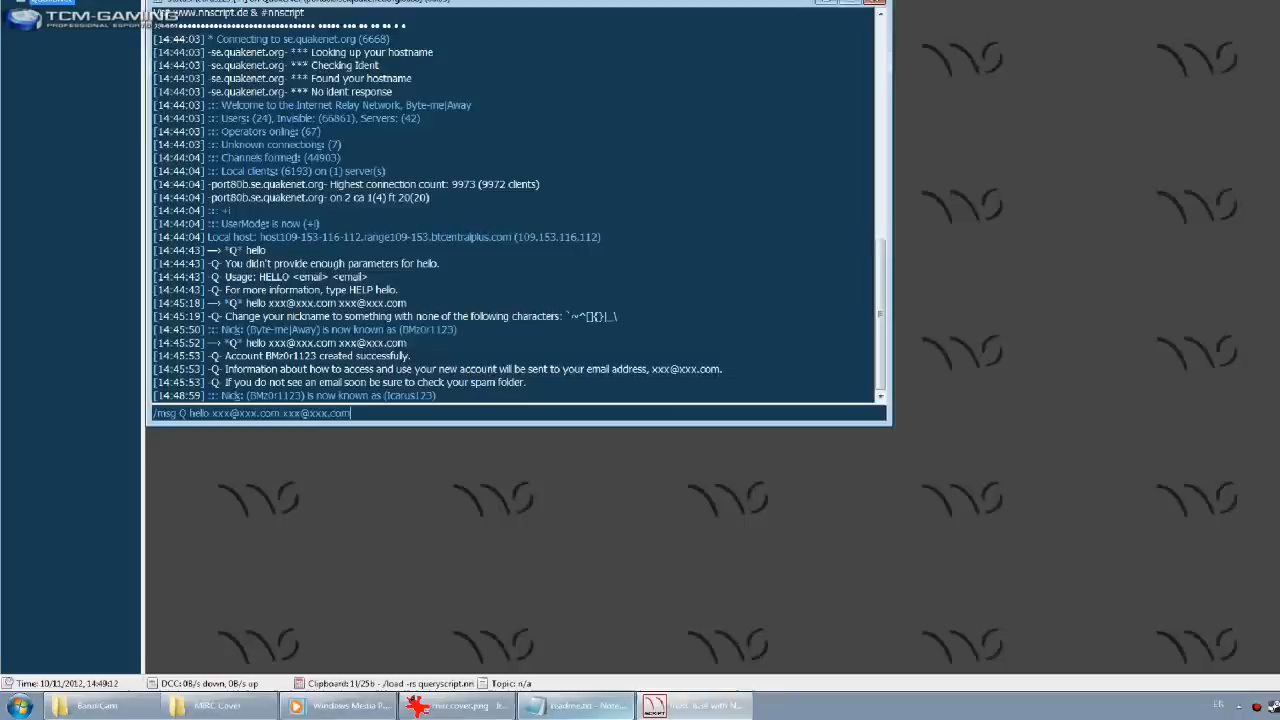 TCM-GAMING
PROFESSIONAL ESPORT
www.nnscript.de & #nnscript
[14:44:03] * Connecting to se.quakenet.org (6668)
[14:44:03] -se.quakenet.org- *** Looking up your hostname
[14:44:03] -se.quakenet.org- *** Checking Ident
[14:44:03] -se.quakenet.org- *** Found your hostname
[14:44:03] -se.quakenet.org- *** No ident response
[14:44:03] ::: Welcome to the Internet Relay Network, Byte-me|Away
[14:44:03] ::: Users: (24), Invisible: (66861), Servers: (42)
[14:44:03] ::: Operators online: (67)
[14:44:03] ::: Unknown connections: (7)
[14:44:03] ::: Channels formed: (44903)
[14:44:04] ::: Local clients: (6193) on (1) server(s)
[14:44:04] -port80b.se.quakenet.org- Highest connection count: 9973 (9972 clients)
[14:44:04] -port80b.se.quakenet.org- on 2 ca 1(4) ft 20(20)
[14:44:04] ::: +i
[14:44:04] ::: UserMode is now (+i)
[14:44:04] Local host: host109-153-116-112.range109-153.btcentralplus.com (109.153.116.112)
[14:44:43] —> *Q* hello
[14:44:43] -Q- You didn't provide enough parameters for hello.
[14:44:43] -Q- Usage: HELLO <email> <email>
[14:44:43] -Q- For more information, type HELP hello.
[14:45:18] —> *Q* hello xxx@xxx.com xxx@xxx.com
[14:45:19] -Q- Change your nickname to something with none of the following characters: `~^[]{}|_\
[14:45:50] ::: Nick: (Byte-me|Away) is now known as (BMz0r1123)
[14:45:52] —> *Q* hello xxx@xxx.com xxx@xxx.com
[14:45:53] -Q- Account BMz0r1123 created successfully.
[14:45:53] -Q- Information about how to access and use your new account will be sent to your email address, xxx@xxx.com.
[14:45:53] -Q- If you do not see an email soon be sure to check your spam folder.
[14:48:59] ::: Nick: (BMz0r1123) is now known as (Icarus123)
/msg Q hello xxx@xxx.com xxx@xxx.com
Time: 10/11/2012, 14:49:12 DCC: 0B/s down, 0B/s up Clipboard: 1l/25b - /load -rs queryscript.nn Topic: n/a
BandiCam MIRC Cover Windows Media P... mirc cover.png readme.txt - Note... EN
SCRIPT